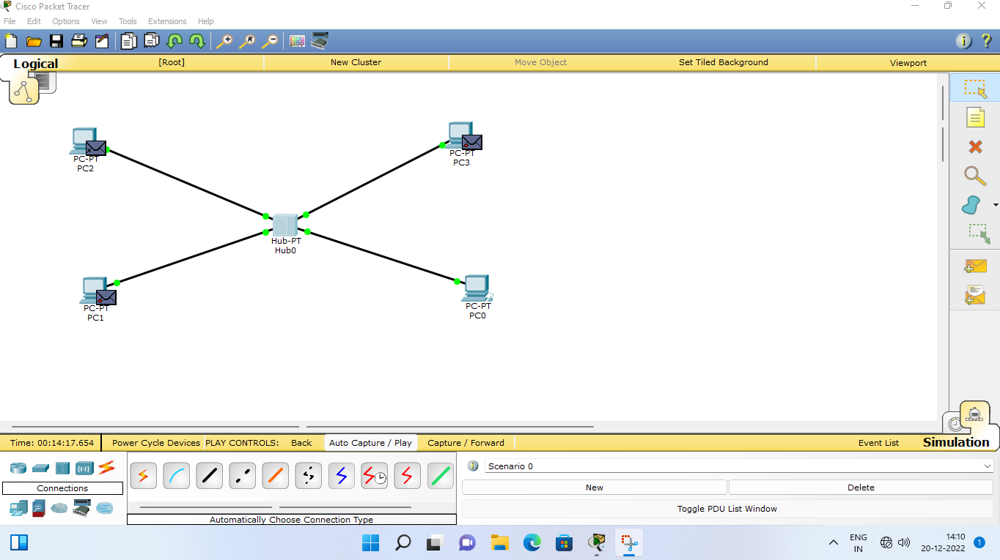 Cisco Packet Tracer
File Edit Options View Tools Extensions Help
Logical [Root] New Cluster Move Object Set Tiled Background Viewport
PC-PT
PC2
PC-PT
PC3
Hub-PT
Hub0
PC-PT
PC1
PC-PT
PC0
Time: 00:14:17.654 Power Cycle Devices PLAY CONTROLS: Back Auto Capture / Play Capture / Forward Event List Simulation
Scenario 0
Connections
New Delete
Toggle PDU List Window
Automatically Choose Connection Type
ENG
IN
14:10
20-12-2022
1